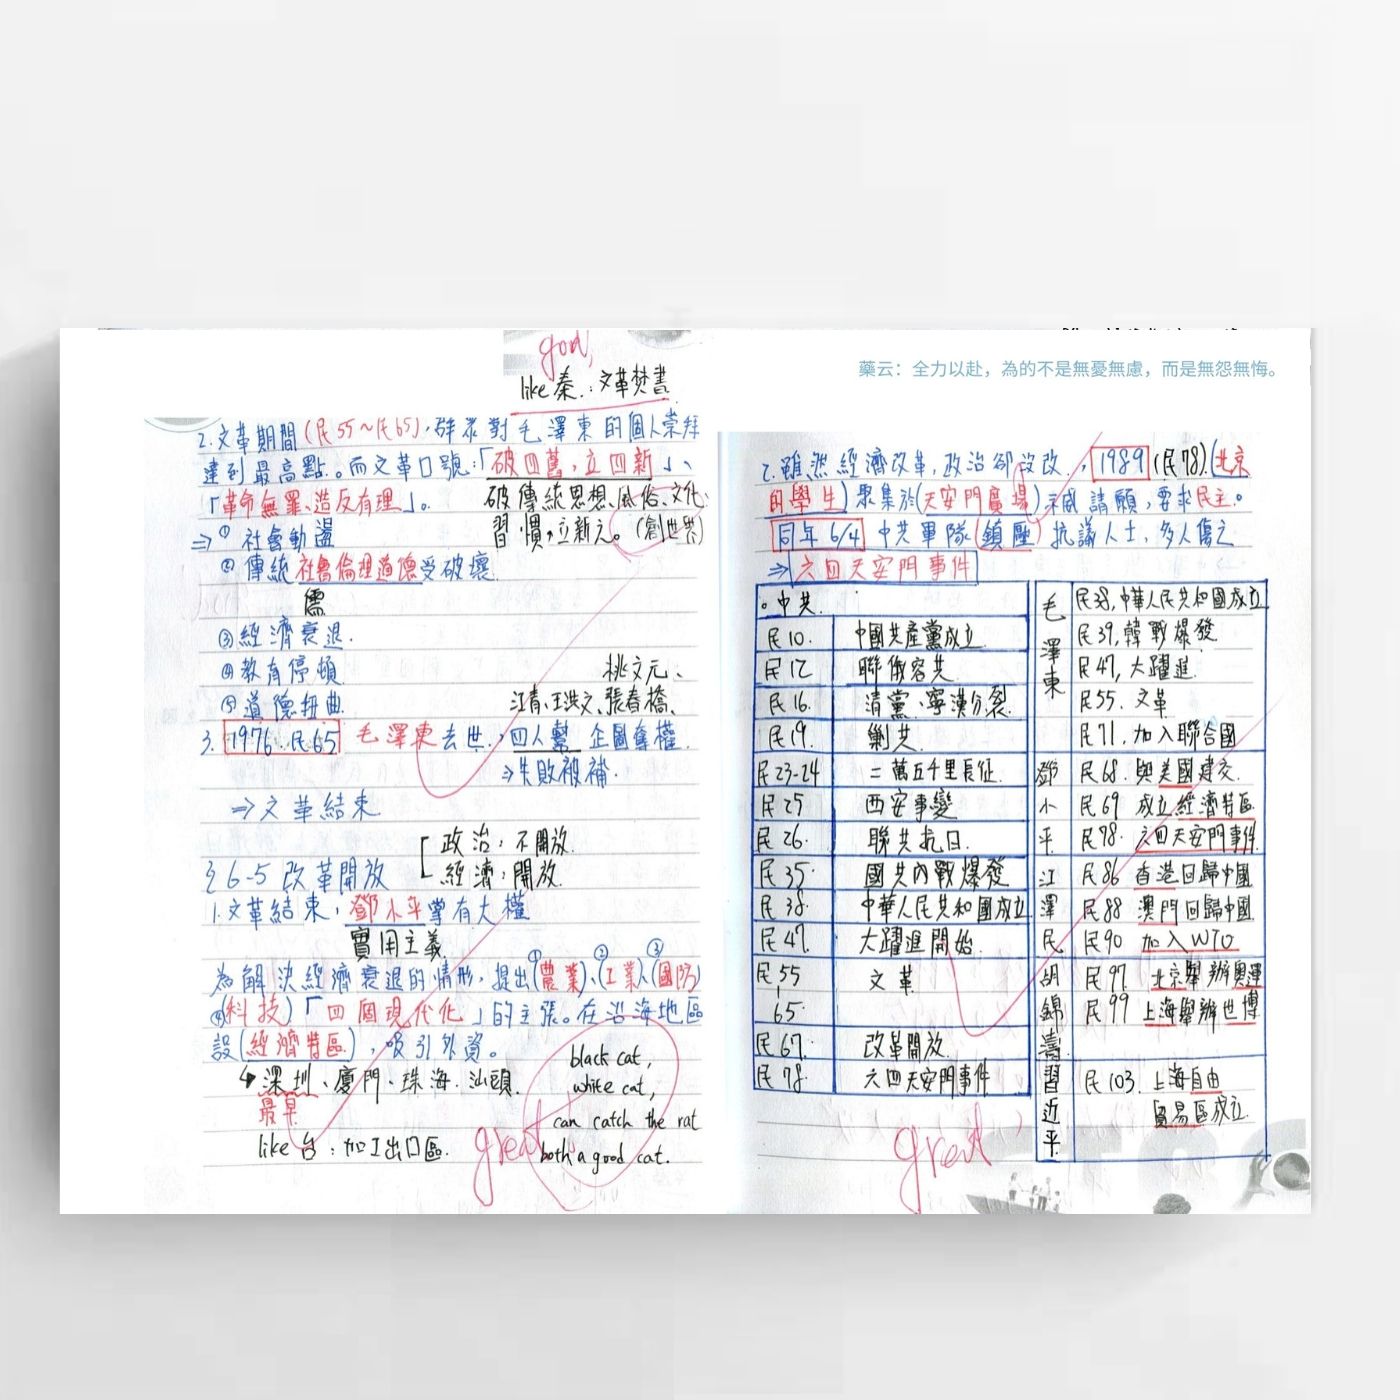 good,
like 秦.: 文革焚書
2.文革期間(民55～民65),群眾對毛澤東的個人崇拜
達到最高點。而文革口號:「破四舊,立四新」、
「革命無罪、造反有理」。
破傳統思想、風俗、文化、
習慣,立新元。(創世界)
⇒①社會動盪
②傳統社會倫理道德受破壞
儒
③經濟衰退.
④教育停頓
⑤道德扭曲.
桃文元、
江青、王洪文、張春橋、
3. 1976.民65 毛澤東去世,四人幫 企圖奪權.
⇒失敗被補.
⇒文革結束.
§6-5 改革開放
政治:不開放.
經濟:開放.
1.文革結束,鄧小平掌有大權
實用主義
為解決經濟衰退的情形,提出①(農業)、②(工業)、③(國防)
④(科技)「四個現代化」的主張。在沿海地區
設(經濟特區),吸引外資。
↳深圳、廈門、珠海.汕頭.
最早
like 台:加工出口區.
black cat,
white cat,
can catch the rat
both a good cat.
great
藥云：全力以赴，為的不是無憂無慮，而是無怨無悔。
2.雖然經濟改革,政治卻沒改., 1989 (民78).(北京
的學生)聚集於(天安門廣場)示威請願,要求民主。
同年6/4 中共軍隊(鎮壓)抗議人士,多人傷亡
⇒六四天安門事件
。中共.
民10. 中國共產黨成立.
民12 聯俄容共.
民16. 清黨、寧漢分裂.
民19. 剿共.
民23-24 二萬五千里長征.
民25 西安事變
民26. 聯共抗日.
民35. 國共內戰爆發
民38. 中華人民共和國成立
民47. 大躍進開始.
民55
|
65. 文革.
民67. 改革開放.
民78. 六四天安門事件
毛澤東
民38,中華人民共和國成立
民39,韓戰爆發.
民47,大躍進.
民55. 文革
民71,加入聯合國
鄧小平
民68.與美國建交.
民69 成立經濟特區.
民78. 六四天安門事件.
江澤民
民86 香港回歸中國
民88 澳門回歸中國.
民90 加入WTO
胡錦濤
民97. 北京舉辦奧運
民99 上海舉辦世博
習近平
民103. 上海自由
貿易區成立.
great